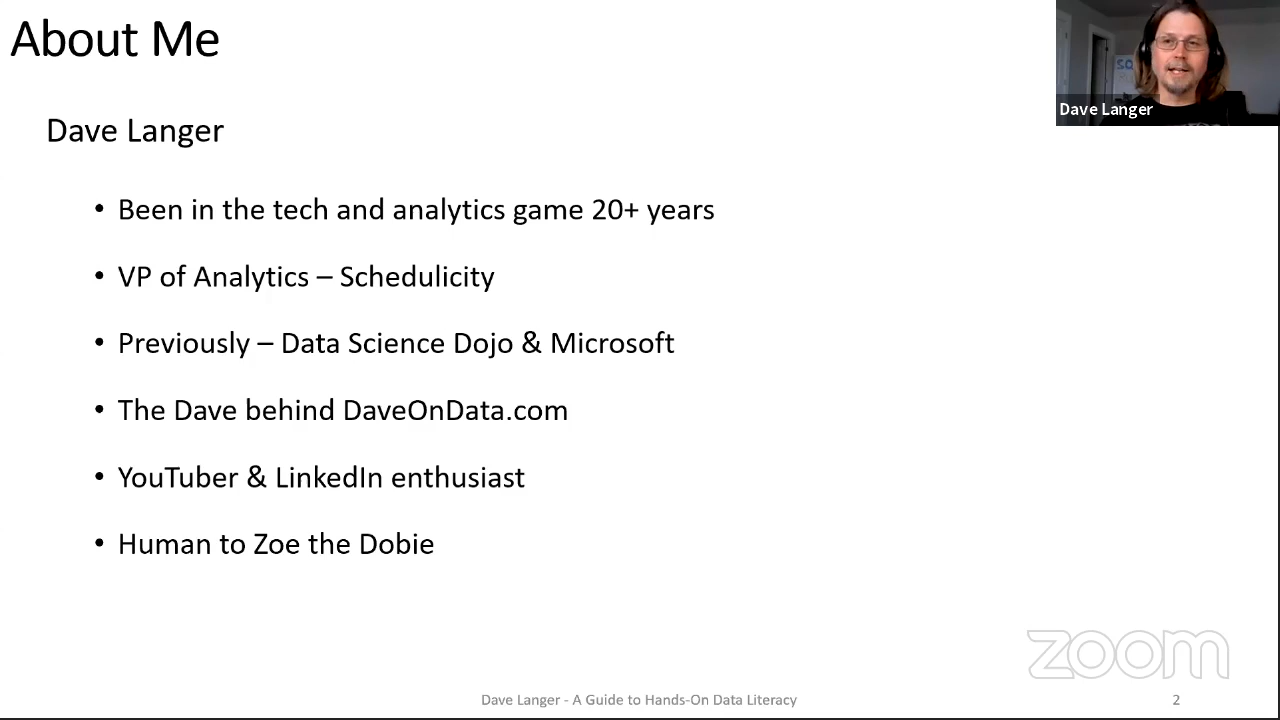 About Me
Dave Langer
Dave Langer
• Been in the tech and analytics game 20+ years
• VP of Analytics – Schedulicity
• Previously – Data Science Dojo & Microsoft
• The Dave behind DaveOnData.com
• YouTuber & LinkedIn enthusiast
• Human to Zoe the Dobie
zoom
Dave Langer - A Guide to Hands-On Data Literacy
2